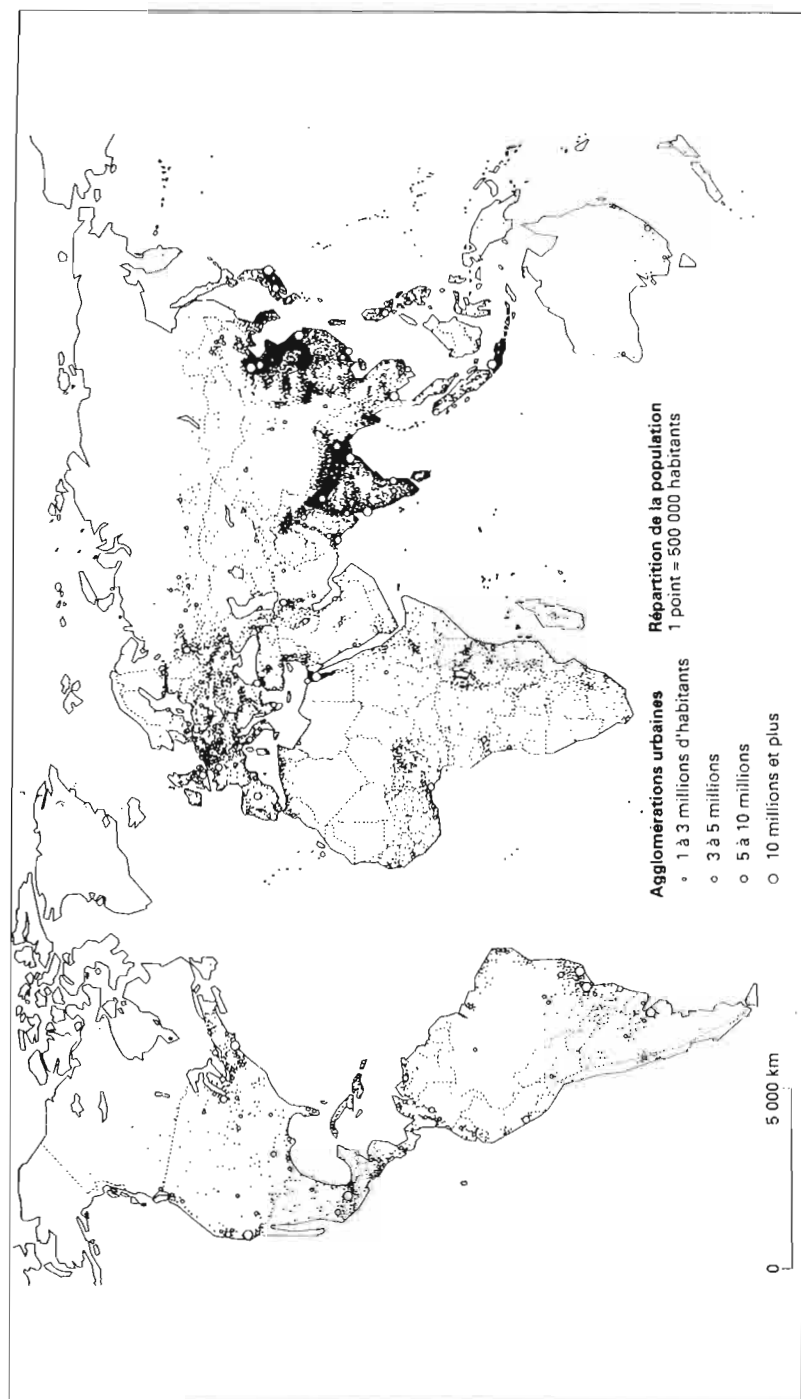 Agglomérations urbaines
1 à 3 millions d'habitants
3 à 5 millions
5 à 10 millions
10 millions et plus
Répartition de la population
1 point = 500 000 habitants
0 5 000 km